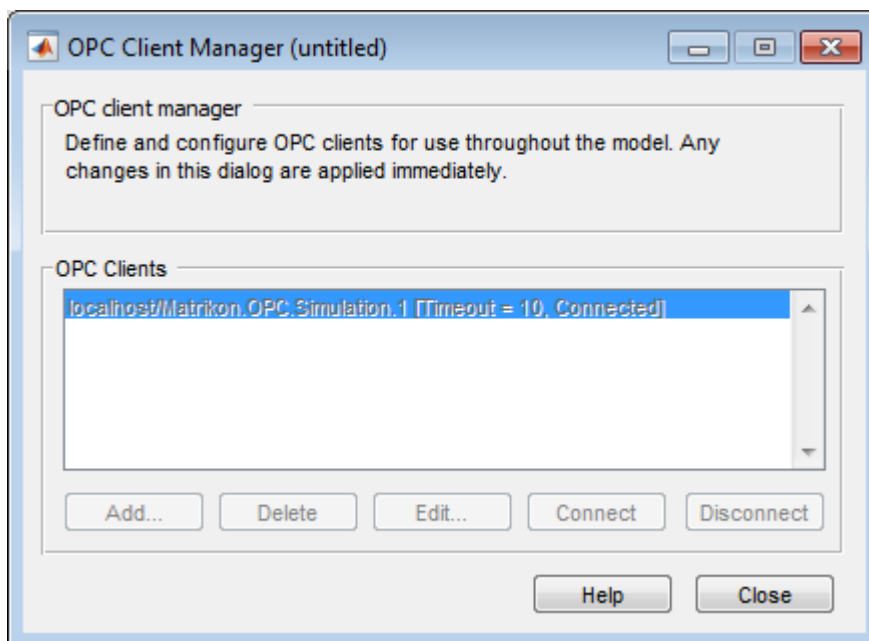 OPC Client Manager (untitled)
OPC client manager
Define and configure OPC clients for use throughout the model. Any
changes in this dialog are applied immediately.
OPC Clients
localhost/Matrikon.OPC.Simulation.1 [Timeout = 10, Connected]
Add... Delete Edit... Connect Disconnect
Help Close